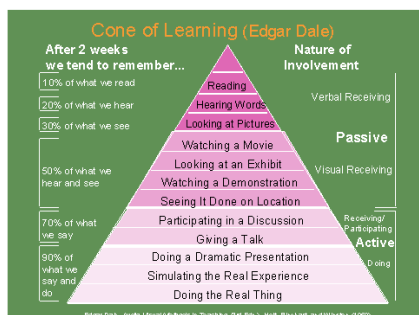 Cone of Learning (Edgar Dale)
After 2 weeks
we tend to remember...
Nature of
Involvement
10% of what we read
Reading
Verbal Receiving
20% of what we hear
Hearing Words
30% of what we see
Looking at Pictures
Passive
50% of what we
hear and see
Watching a Movie
Looking at an Exhibit
Watching a Demonstration
Seeing It Done on Location
Visual Receiving
70% of what
we say
Participating in a Discussion
Giving a Talk
Receiving/
Participating
Active
90% of
what we
say and
do
Doing a Dramatic Presentation
Simulating the Real Experience
Doing the Real Thing
Doing